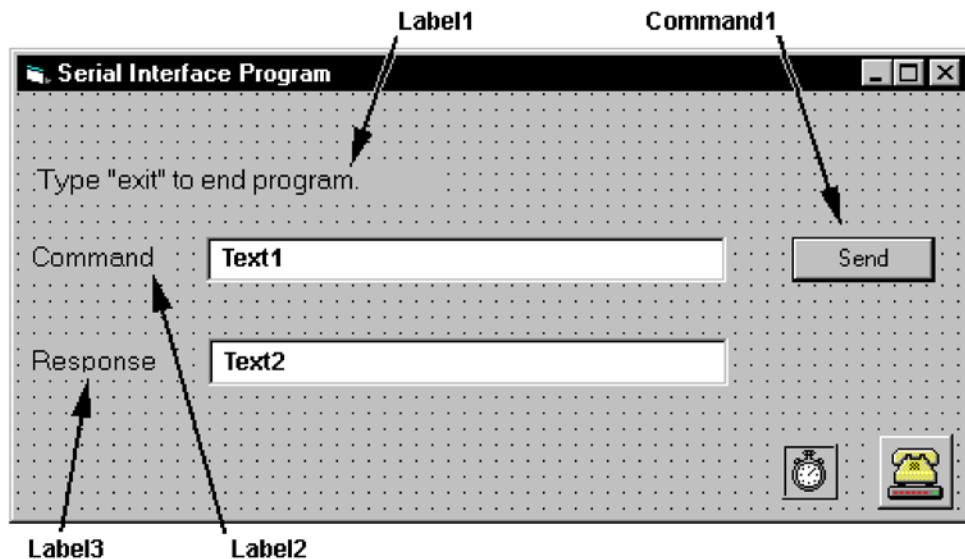 Label1 Command1
Serial Interface Program
Type "exit" to end program.
Command Text1 Send
Response Text2
Label3 Label2